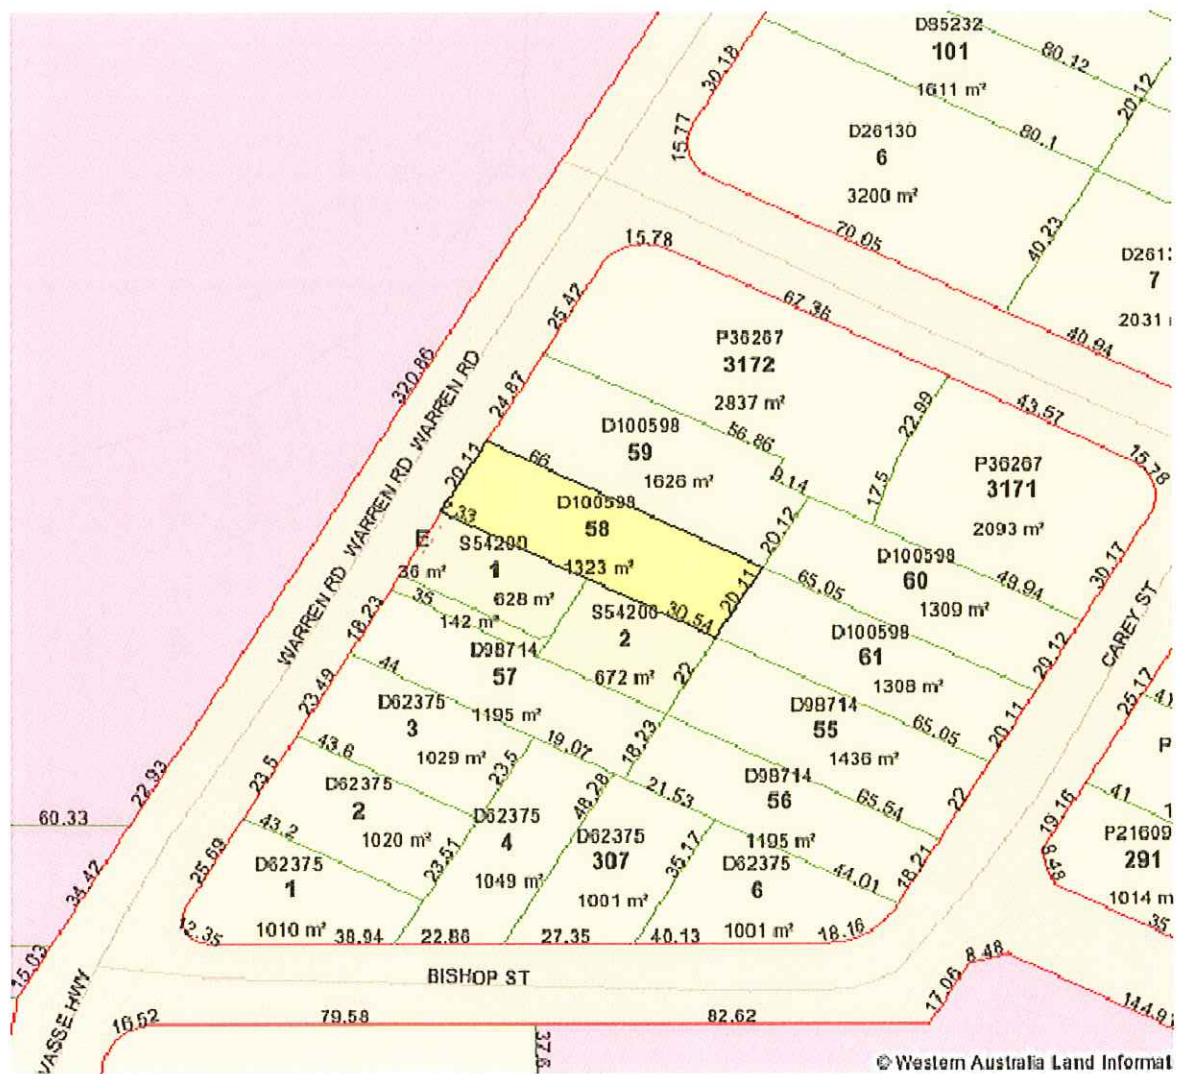 D85232
101
1611 m²
80.12
20.12
30.18
15.77
D26130
6
3200 m²
80.1
70.05
40.23
D2613
7
2031
40.94
15.78
25.42
67.36
P36267
3172
2837 m²
24.87
56.86
22.99
43.57
15.78
D100598
59
1626 m²
9.14
17.5
P36267
3171
2093 m²
320.86
WARREN RD WARREN RD WARREN RD
20.11
66
20.12
D100598
58
1323 m²
20.11
D100598
60
1309 m²
49.94
30.17
65.05
E
36 m²
S54200
1
628 m²
142 m²
35
S54200
2
672 m²
30.54
22
D100598
61
1308 m²
20.12
CAREY ST
18.23
D98714
57
1195 m²
44
D98714
55
1436 m²
65.05
20.11
23.49
D62375
3
1029 m²
19.07
18.23
D98714
56
1195 m²
65.54
22
25.17
23.5
43.6
D62375
2
1020 m²
23.5
48.28
21.53
22.93
60.33
D62375
4
1049 m²
23.51
D62375
307
1001 m²
35.17
D62375
6
1001 m²
44.01
18.21
41
19.16
8.48
P21609
291
1014 m
35
43.2
25.69
D62375
1
1010 m²
34.42
12.35
38.94
22.86
27.35
40.13
18.16
15.03
BISHOP ST
8.48
17.06
144.91
VASSE HWY
16.52
79.58
82.62
37.6
© Western Australia Land Informat